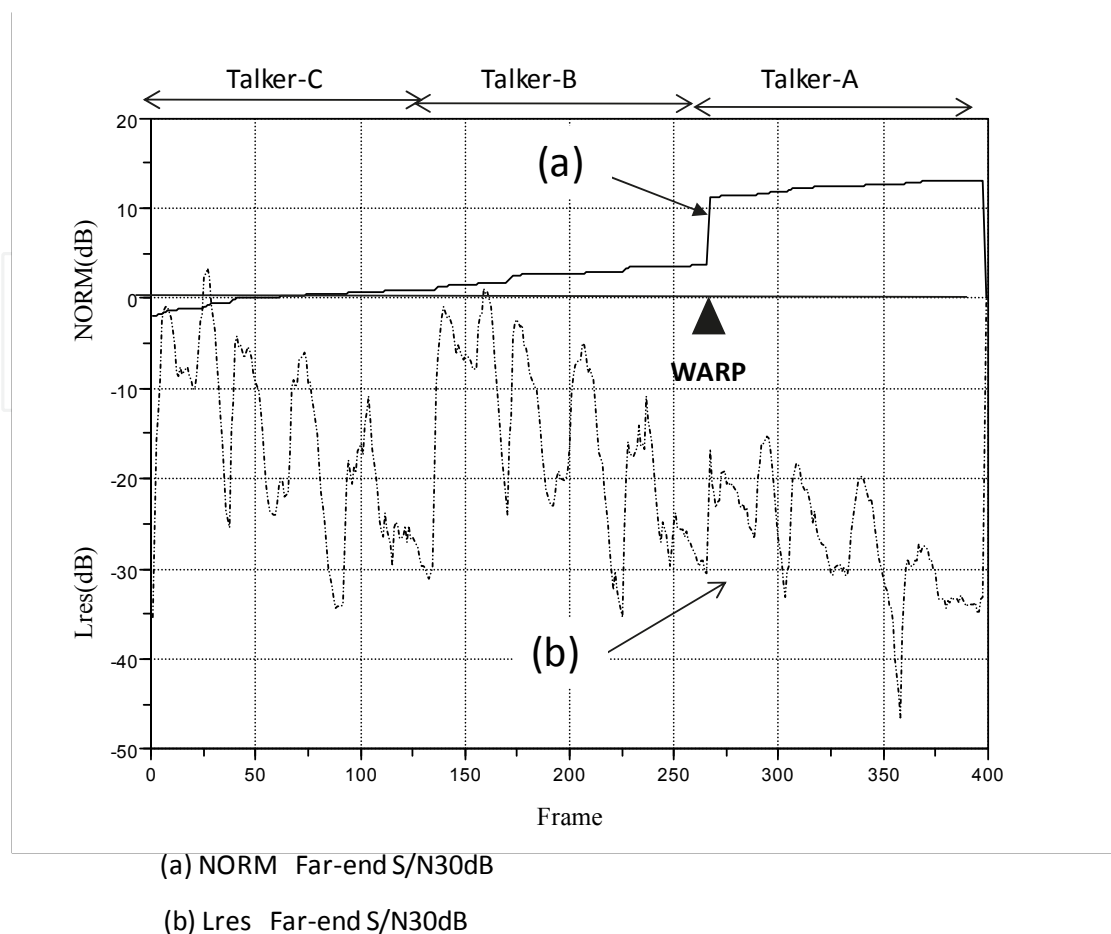 Talker-C Talker-B Talker-A
20
(a)
10
NORM(dB)
0
WARP
-10
-20
Lres(dB)
-30
(b)
-40
-50
0 50 100 150 200 250 300 350 400
Frame
(a) NORM Far-end S/N30dB
(b) Lres Far-end S/N30dB